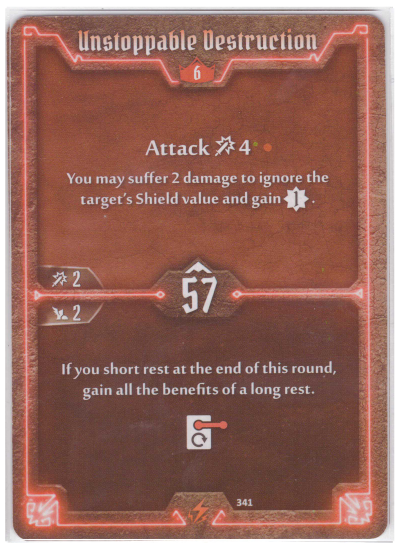 Unstoppable Destruction
6
Attack 4
You may suffer 2 damage to ignore the
target's Shield value and gain 1 .
2
57
2
If you short rest at the end of this round,
gain all the benefits of a long rest.
341